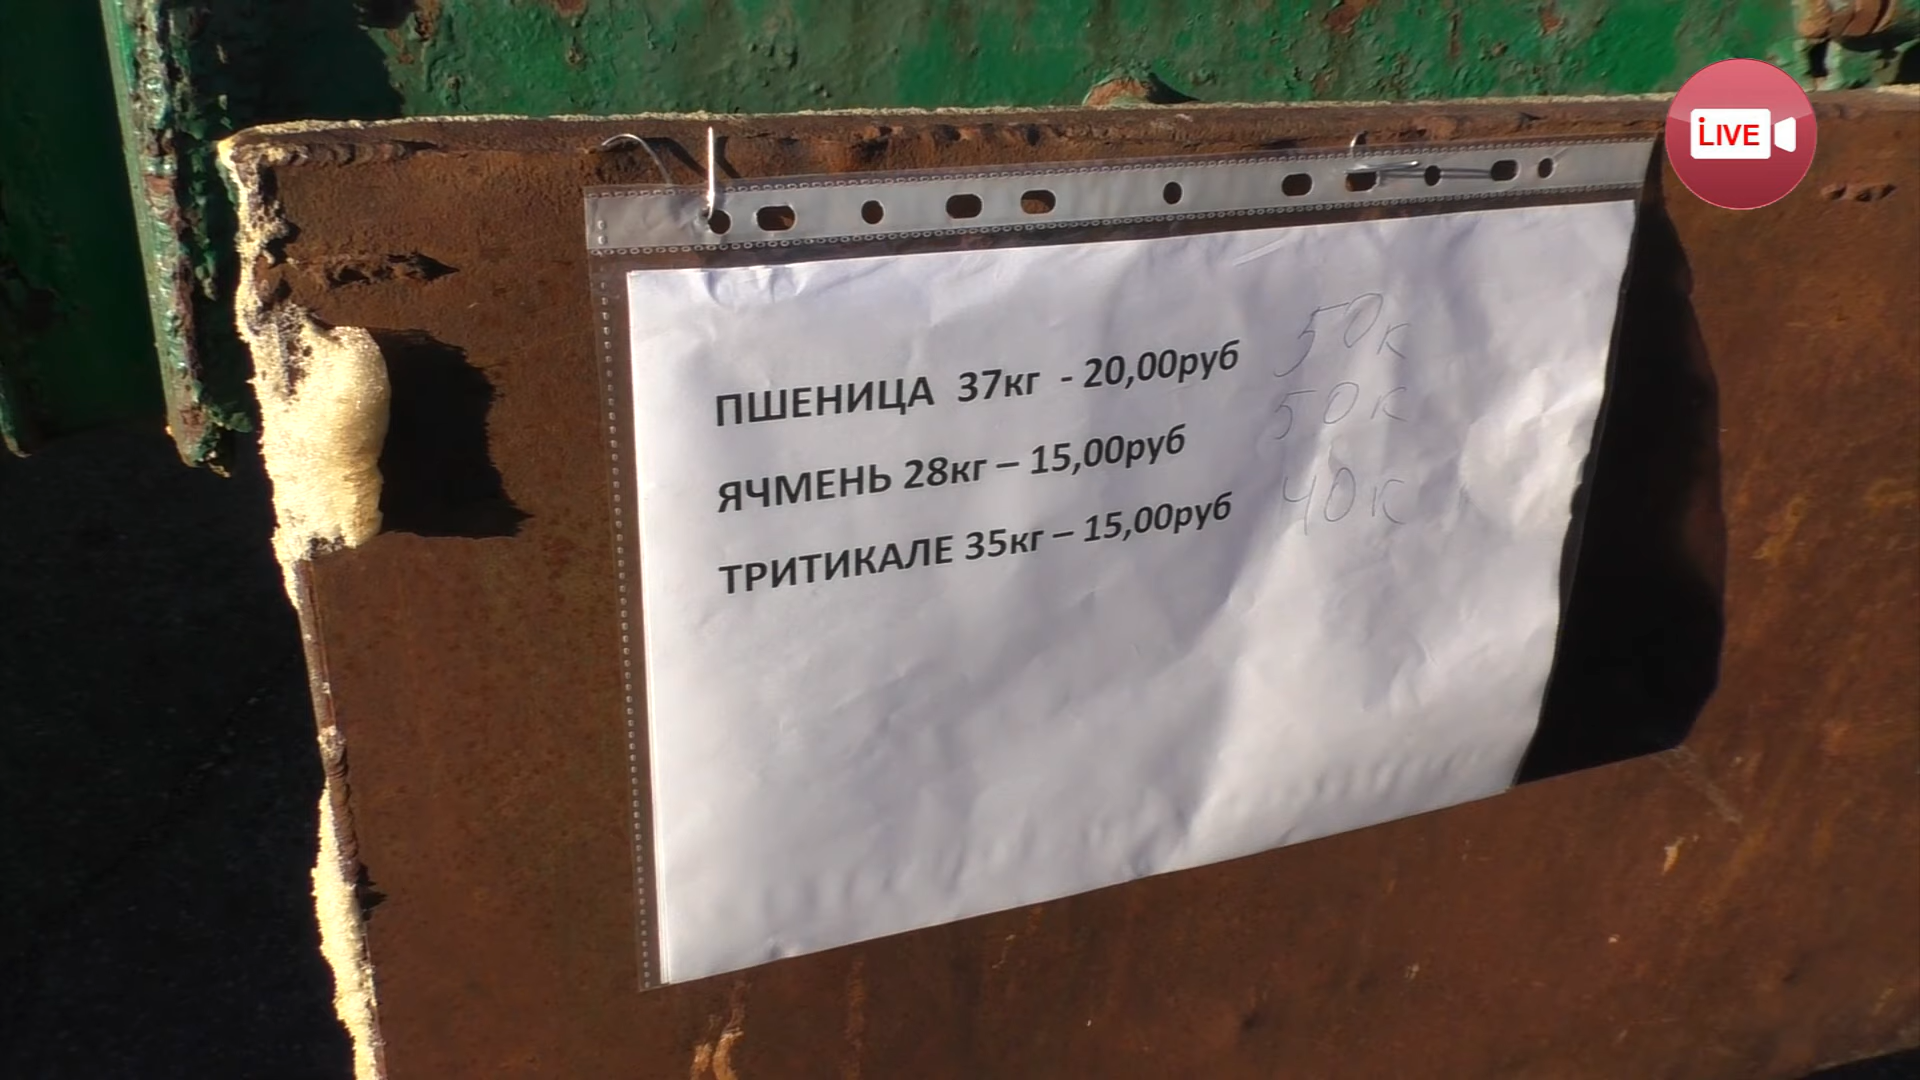 LIVE
ПШЕНИЦА 37кг - 20,00руб 50к
ЯЧМЕНЬ 28кг – 15,00руб 50к
ТРИТИКАЛЕ 35кг – 15,00руб 40к